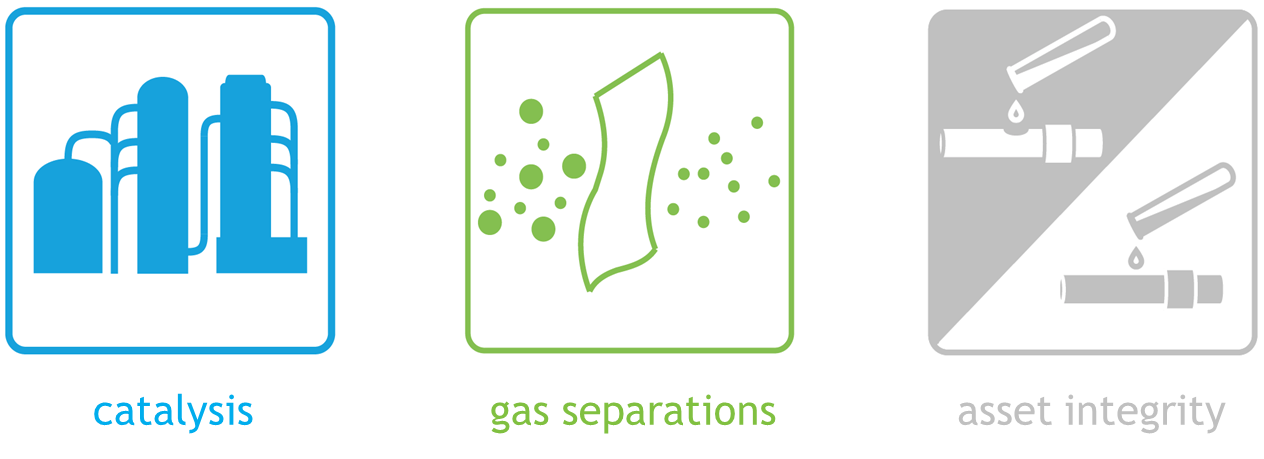 catalysis
gas separations
asset integrity